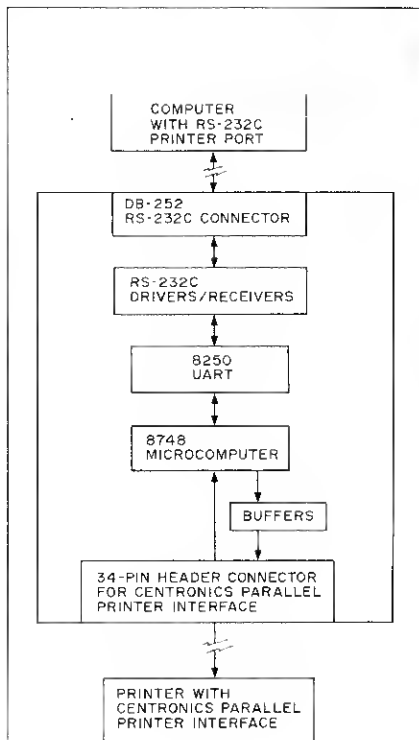 COMPUTER
WITH RS-232C
PRINTER PORT
DB-252
RS-232C CONNECTOR
RS-232C
DRIVERS/RECEIVERS
8250
UART
8748
MICROCOMPUTER
BUFFERS
34-PIN HEADER CONNECTOR
FOR CENTRONICS PARALLEL
PRINTER INTERFACE
PRINTER WITH
CENTRONICS PARALLEL
PRINTER INTERFACE